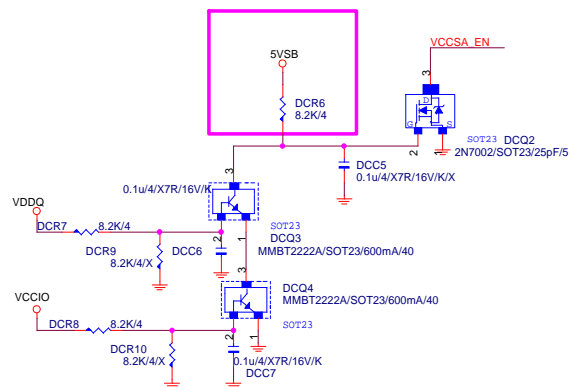 VCCSA_EN
5VSB
DCR6
8.2K/4
3
D
G
S
SOT23
DCQ2
2
1
2N7002/SOT23/25pF/5
3
DCC5
0.1u/4/X7R/16V/K/X
0.1u/4/X7R/16V/K
VDDQ
DCR7
8.2K/4
SOT23
DCQ3
MMBT2222A/SOT23/600mA/40
2
1
DCR9
8.2K/4/X
DCC6
3
DCQ4
MMBT2222A/SOT23/600mA/40
VCCIO
DCR8
8.2K/4
SOT23
2
1
DCR10
8.2K/4/X
0.1u/4/X7R/16V/K
DCC7